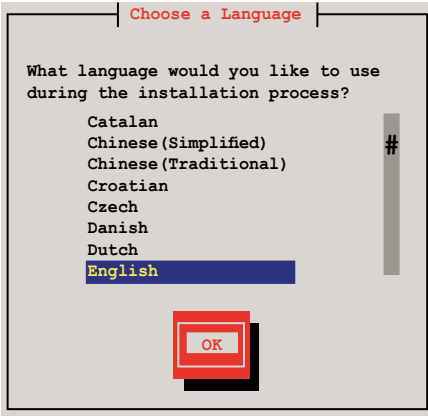 Choose a Language
What language would you like to use
during the installation process?
Catalan
Chinese(Simplified)
#
Chinese(Traditional)
Croatian
Czech
Danish
Dutch
English
OK